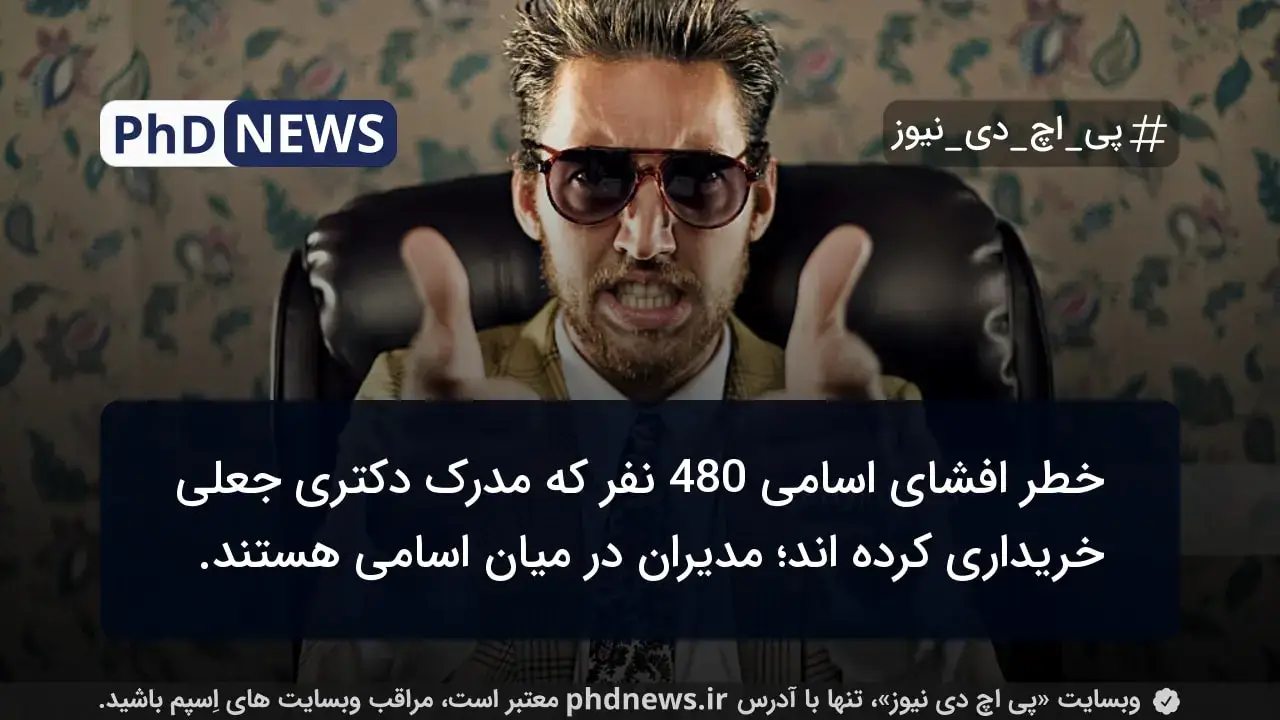 PhD NEWS
#پی_اچ_دی_نیوز
خطر افشای اسامی 480 نفر که مدرک دکتری جعلی
خریداری کرده اند؛ مدیران در میان اسامی هستند.
وبسایت «پی اچ دی نیوز»، تنها با آدرس phdnews.ir معتبر است، مراقب وبسایت های اِسپم باشید.